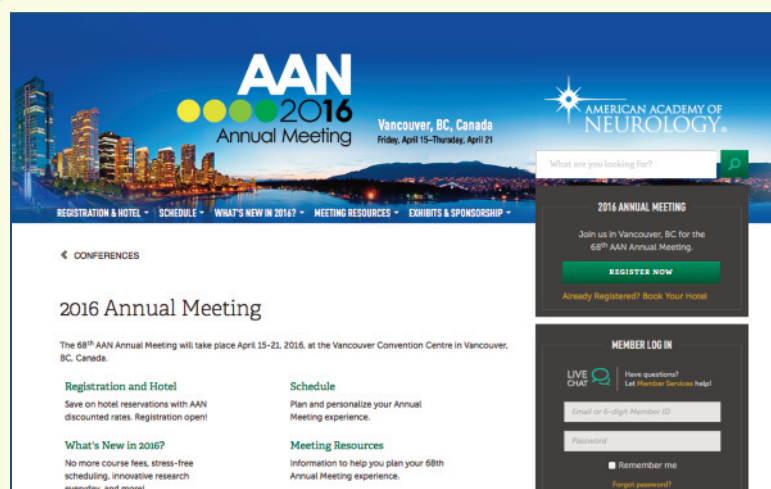 AAN
2016
Annual Meeting
Vancouver, BC, Canada
Friday, April 15–Thursday, April 21
AMERICAN ACADEMY OF
NEUROLOGY®
What are you looking for?
REGISTRATION & HOTEL
SCHEDULE
WHAT'S NEW IN 2016?
MEETING RESOURCES
EXHIBITS & SPONSORSHIP
CONFERENCES
2016 Annual Meeting
The 68th AAN Annual Meeting will take place April 15-21, 2016, at the Vancouver Convention Centre in Vancouver,
BC, Canada.
Registration and Hotel
Save on hotel reservations with AAN
discounted rates. Registration open!
Schedule
Plan and personalize your Annual
Meeting experience.
What's New in 2016?
No more course fees, stress-free
scheduling, innovative research
everyday, and more!
Meeting Resources
Information to help you plan your 68th
Annual Meeting experience.
2016 ANNUAL MEETING
Join us in Vancouver, BC for the
68th AAN Annual Meeting.
REGISTER NOW
Already Registered? Book Your Hotel
MEMBER LOG IN
LIVE
CHAT
Have questions?
Let Member Services help!
Email or 6-digit Member ID
Password
Remember me
Forgot password?